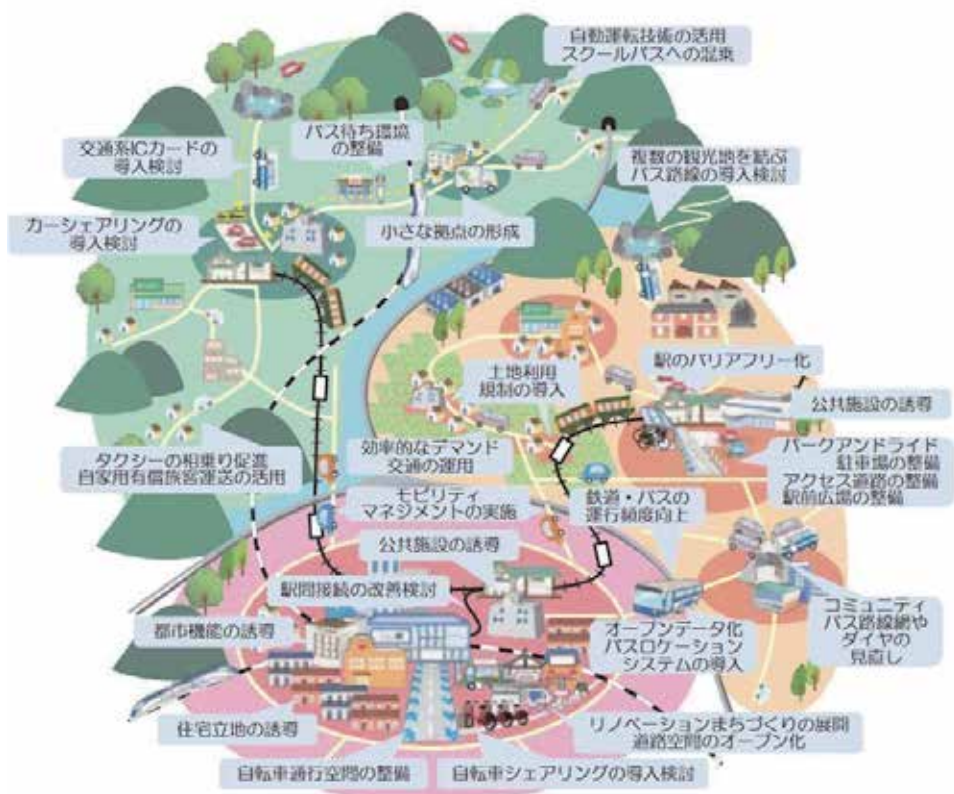 自動運転技術の活用
スクールバスへの混乗
交通系ICカードの
導入検討
バス待ち環境
の整備
複数の観光地を結ぶ
バス路線の導入検討
カーシェアリングの
導入検討
小さな拠点の形成
土地利用
規制の導入
駅のバリアフリー化
公共施設の誘導
タクシーの相乗り促進
自家用有償旅客運送の活用
効率的なデマンド
交通の運用
パークアンドライド
駐車場の整備
アクセス道路の整備
駅前広場の整備
モビリティ
マネジメントの実施
鉄道・バスの
運行頻度向上
公共施設の誘導
駅間接続の改善検討
都市機能の誘導
オープンデータ化
バスロケーション
システムの導入
コミュニティ
バス路線網や
ダイヤの
見直し
住宅立地の誘導
リノベーションまちづくりの展開
道路空間のオープン化
自転車通行空間の整備
自転車シェアリングの導入検討